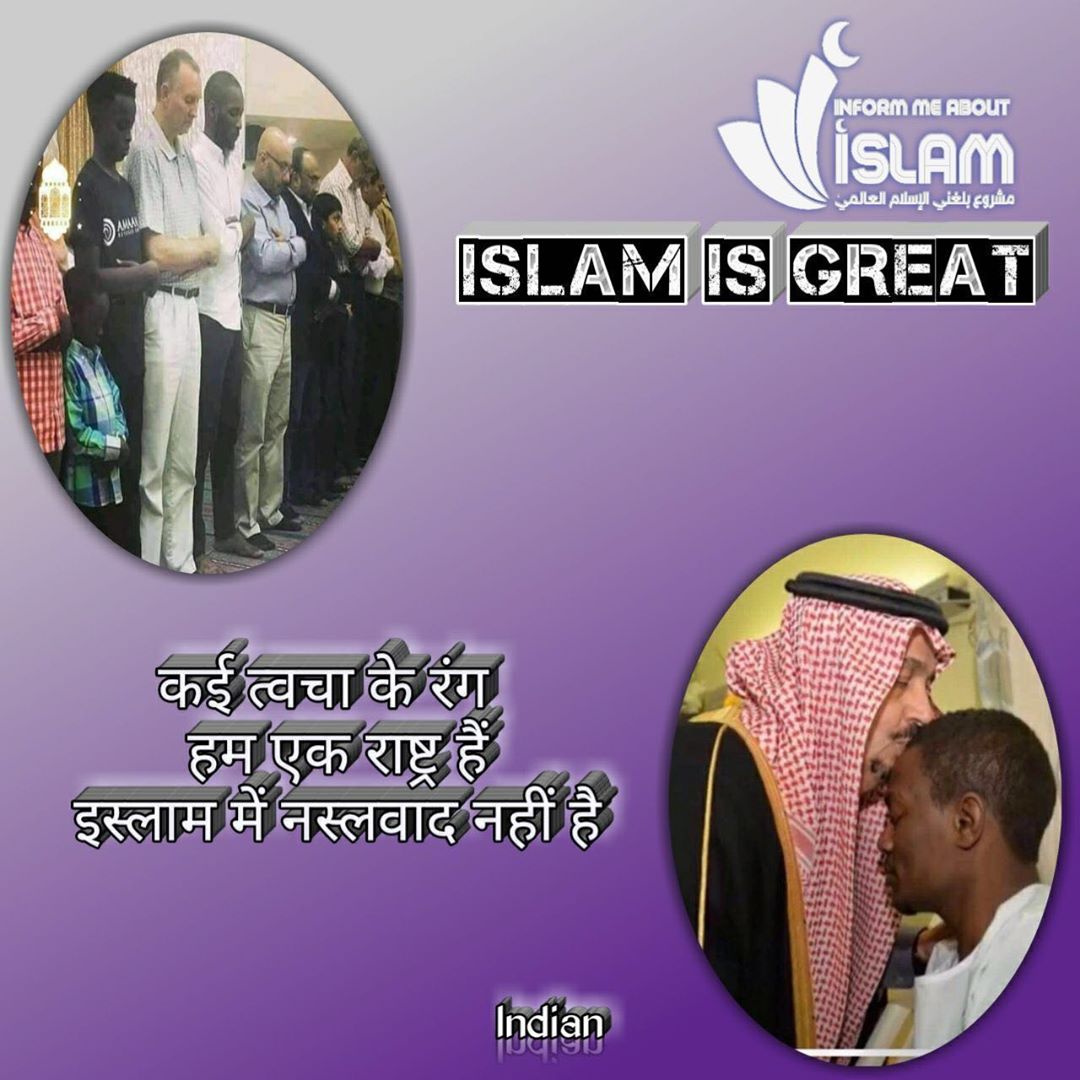 INFORM ME ABOUT
ISLAM
مشروع بلغني الإسلام العالمي
ISLAM IS GREAT
AMAAN
कई त्वचा के रंग
हम एक राष्ट्र हैं
इस्लाम में नस्लवाद नहीं है
Indian